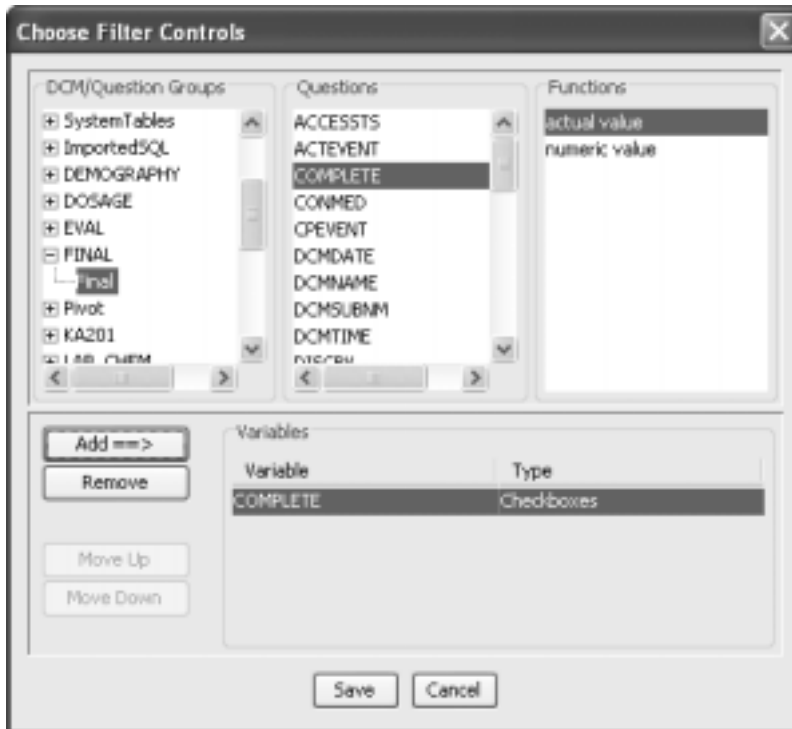 Choose Filter Controls
DCM/Question Groups
SystemTables
ImportedSQL
DEMOGRAPHY
DOSAGE
EVAL
FINAL
Final
Pivot
KA201
LAB_CHEM
Questions
ACCESSTS
ACTEVENT
COMPLETE
CONMED
CPEVENT
DCMDATE
DCMNAME
DCMSUBNM
DCMTIME
Functions
actual value
numeric value
Add ==>
Remove
Move Up
Move Down
Variables
Variable Type
COMPLETE Checkboxes
Save Cancel